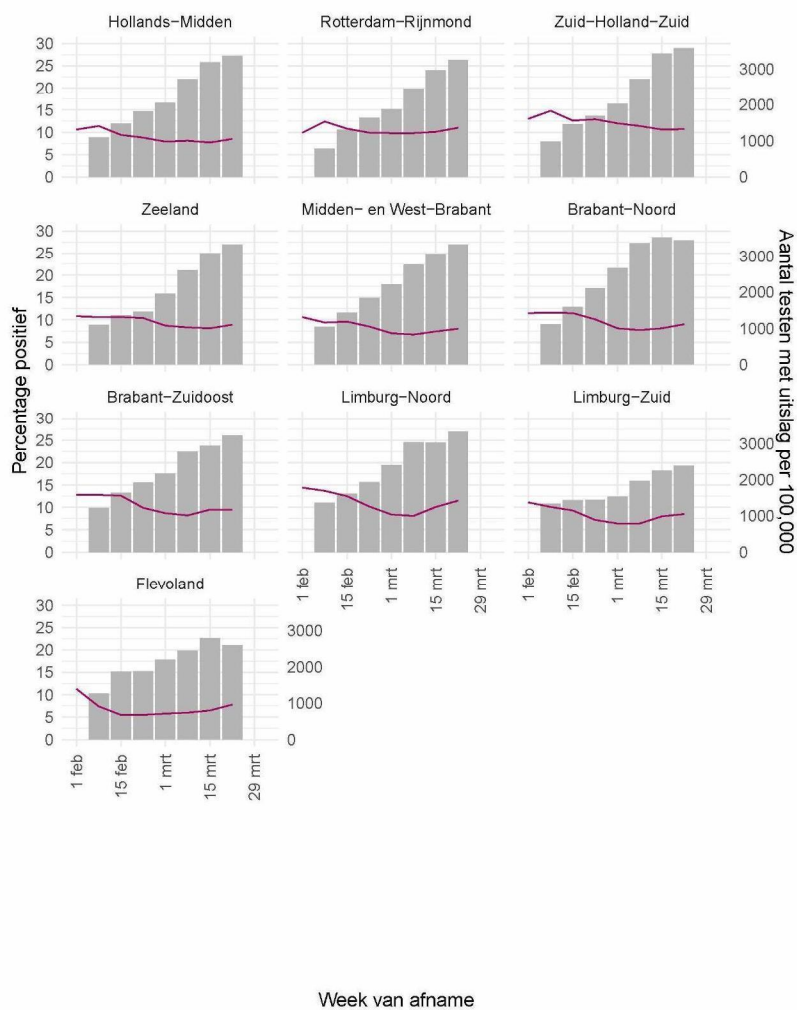 Hollands−Midden Rotterdam−Rijnmond Zuid−Holland−Zuid
30
25
20
15
10
5
0
3000
2000
1000
0
Zeeland Midden− en West−Brabant Brabant−Noord
30
25
20
15
10
5
0
3000
2000
1000
0
Brabant−Zuidoost Limburg−Noord Limburg−Zuid
30
25
20
15
10
5
0
3000
2000
1000
0
1 feb
15 feb
1 mrt
15 mrt
29 mrt
1 feb
15 feb
1 mrt
15 mrt
29 mrt
Flevoland
30
25
20
15
10
5
0
3000
2000
1000
0
1 feb
15 feb
1 mrt
15 mrt
29 mrt
Percentage positief
Aantal testen met uitslag per 100,000
Week van afname